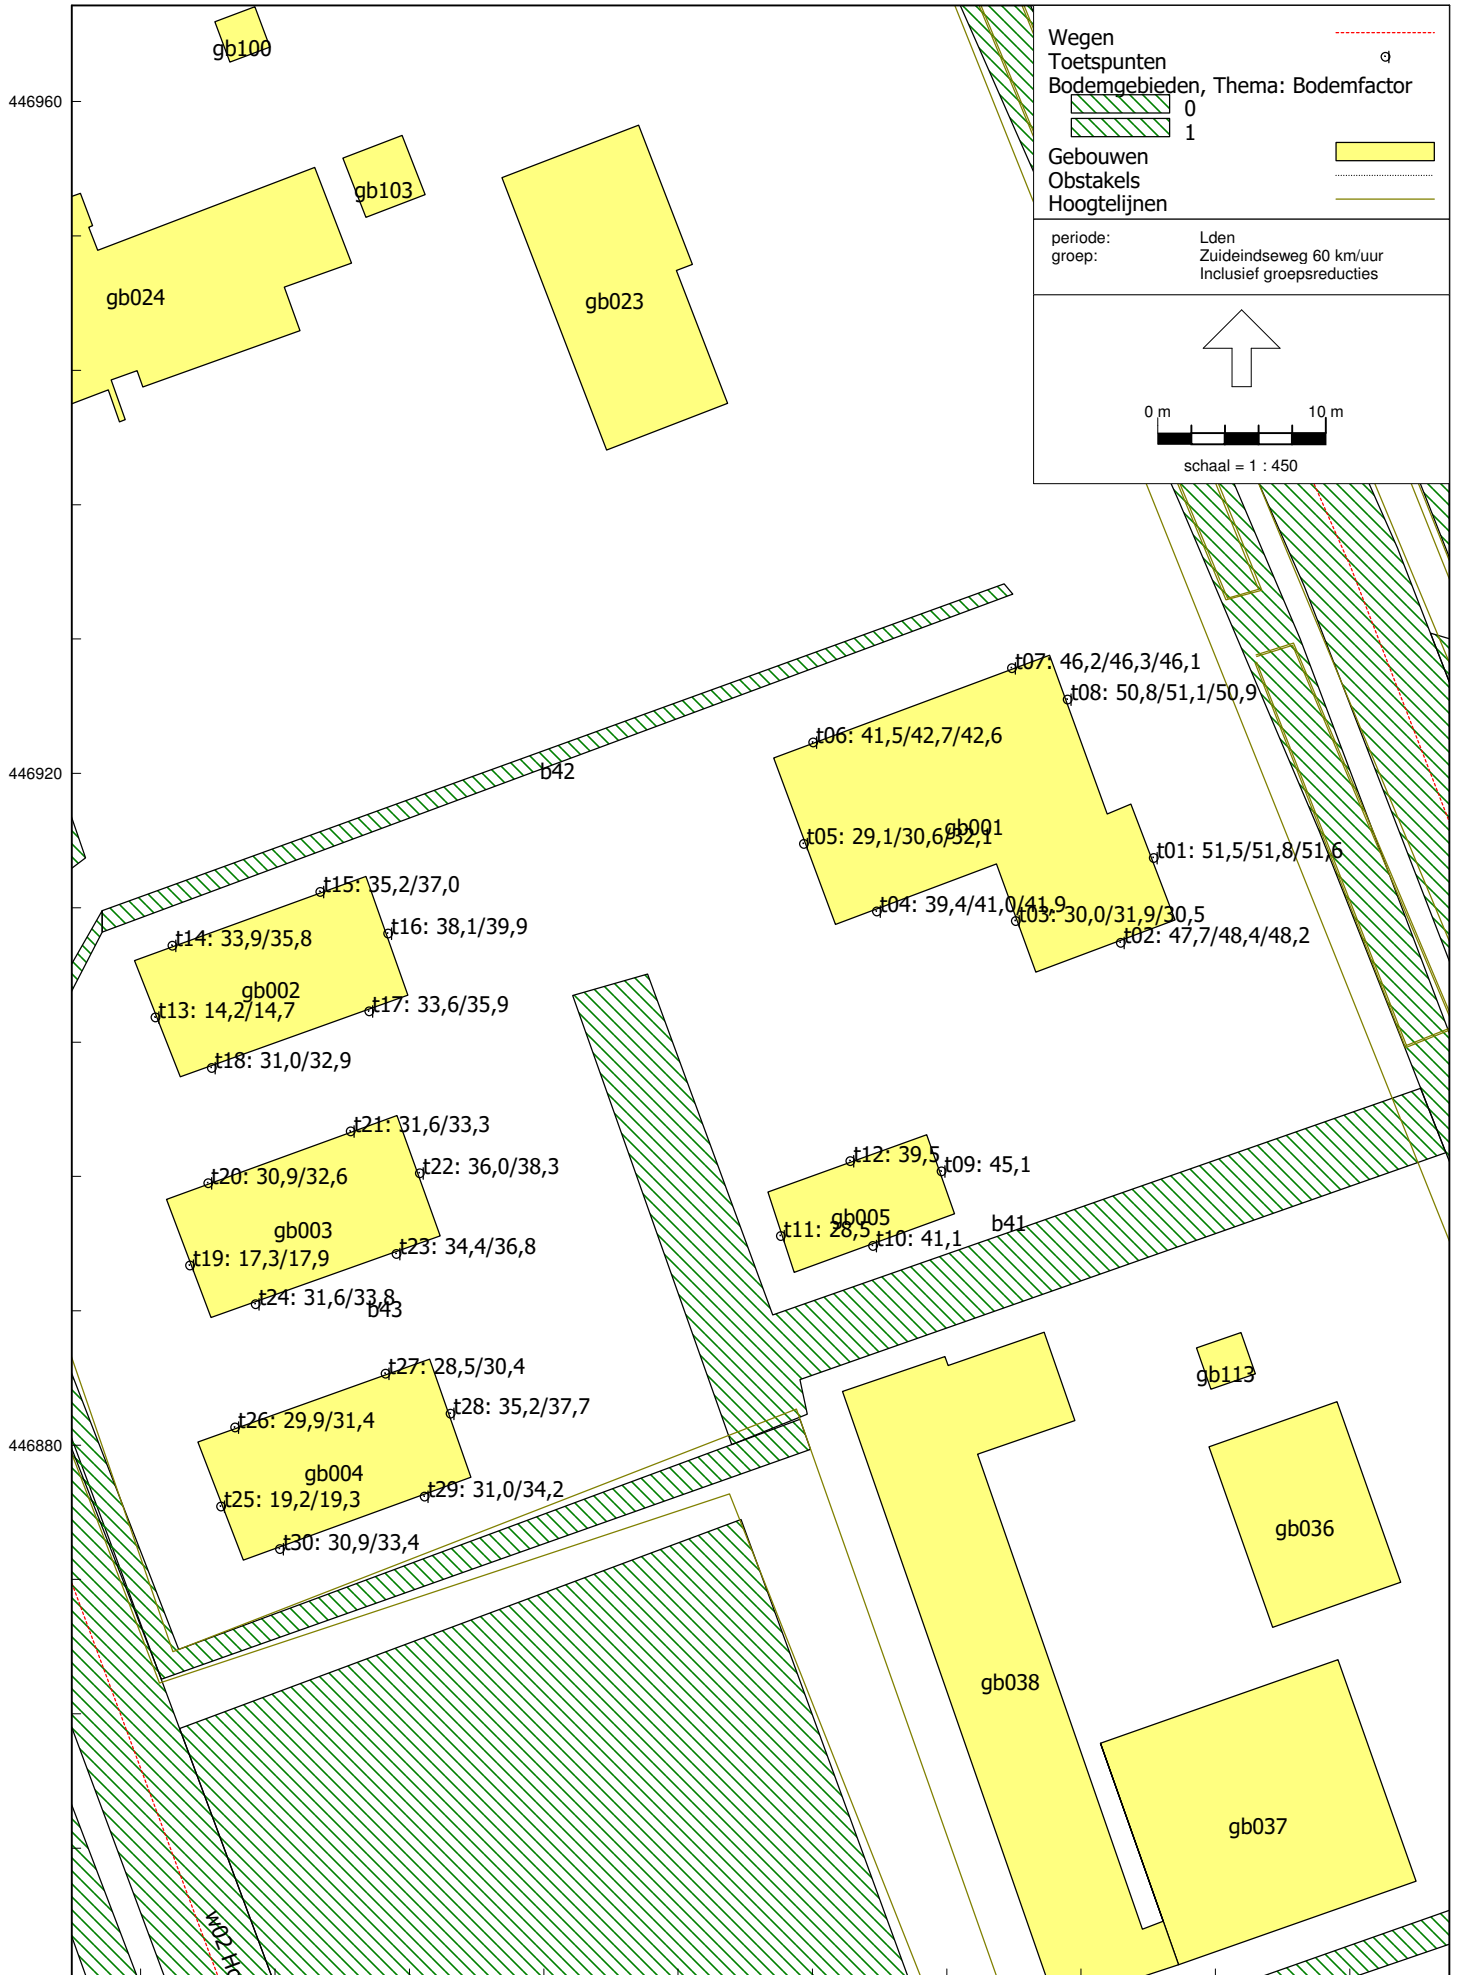 gb100
Wegen
Toetspunten
Bodemgebieden, Thema: Bodemfactor
0
1
Gebouwen
Obstakels
Hoogtelijnen
periode: Lden
groep: Zuideindseweg 60 km/uur
Inclusief groepsreducties
0 m 10 m
schaal = 1 : 450
446960
gb103
gb024
gb023
t07: 46,2/46,3/46,1
t08: 50,8/51,1/50,9
t06: 41,5/42,7/42,6
446920
b42
gb001
t05: 29,1/30,6/32,1
t01: 51,5/51,8/51,6
t15: 35,2/37,0
t04: 39,4/41,0/41,9
t03: 30,0/31,9/30,5
t16: 38,1/39,9
t14: 33,9/35,8
t02: 47,7/48,4/48,2
gb002
t13: 14,2/14,7
t17: 33,6/35,9
t18: 31,0/32,9
t21: 31,6/33,3
t12: 39,5
t09: 45,1
t22: 36,0/38,3
t20: 30,9/32,6
gb005
b41
gb003
t11: 28,5
t10: 41,1
t23: 34,4/36,8
t19: 17,3/17,9
t24: 31,6/33,8
b43
t27: 28,5/30,4
gb113
t28: 35,2/37,7
t26: 29,9/31,4
446880
gb004
t29: 31,0/34,2
t25: 19,2/19,3
gb036
t30: 30,9/33,4
gb038
gb037
w02